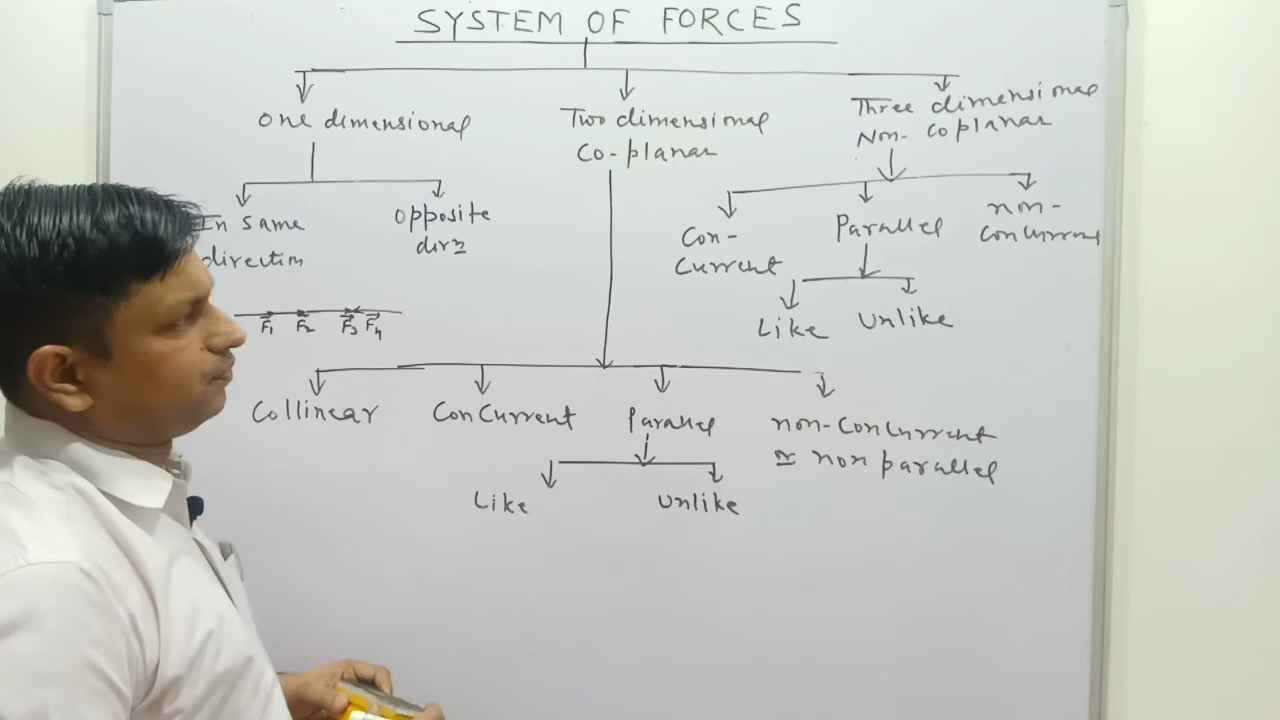 SYSTEM OF FORCES
One dimensional
Two dimensional
Co-planar
Three dimensional
Non-Coplanar
In Same
direction
Opposite
dirn
Con-
Current
Parallel
non-
Concurrent
Like
Unlike
F1 F2 F3 F4
Collinear
Concurrent
Parallel
non-concurrent
or non parallel
Like
Unlike